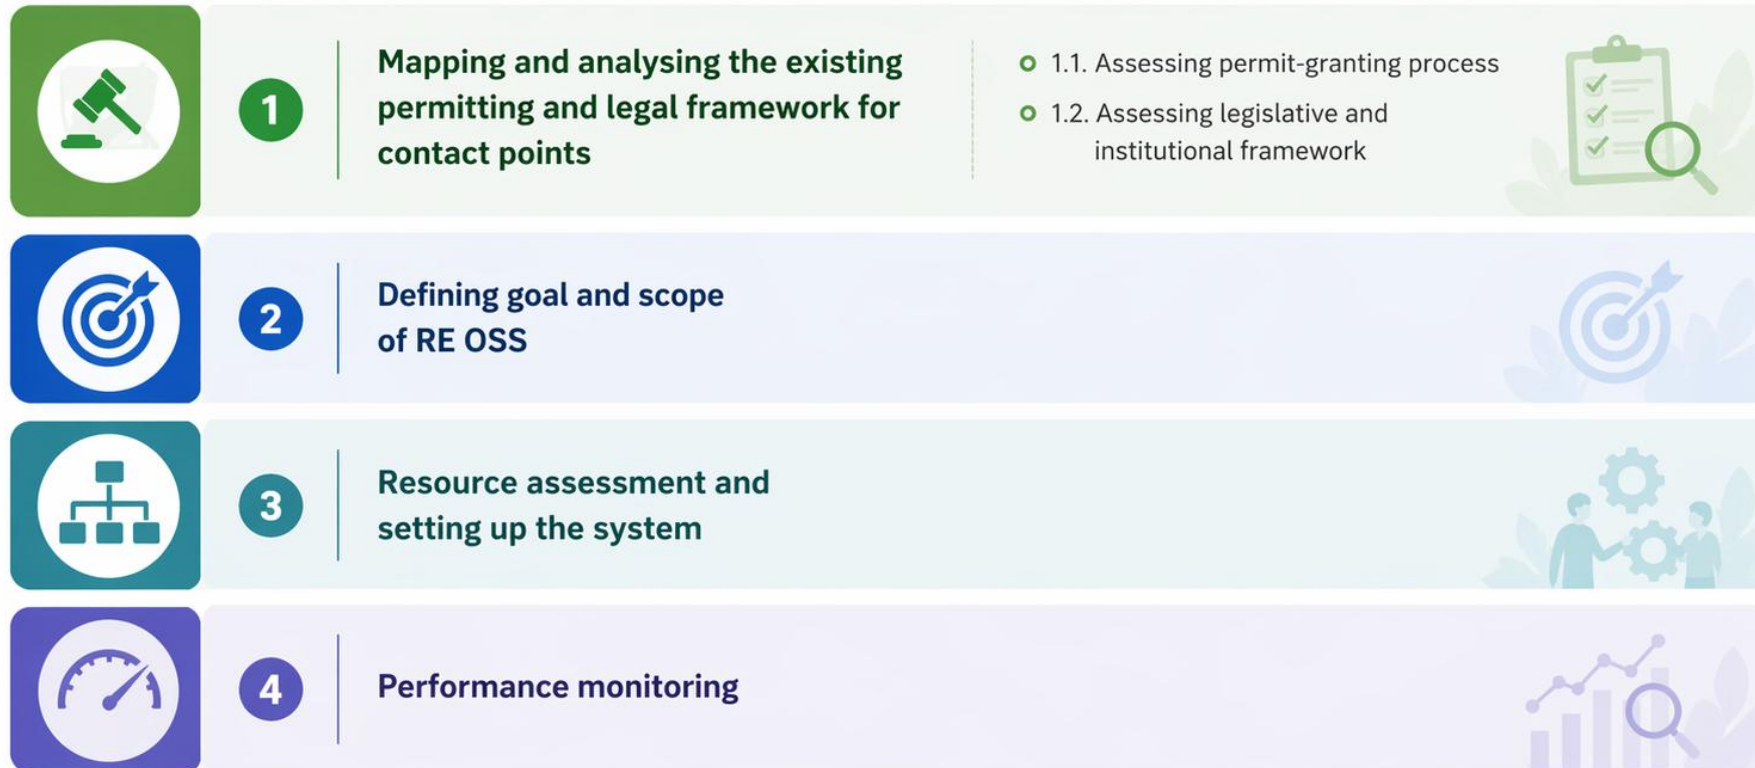 1
Mapping and analysing the existing
permitting and legal framework for
contact points
1.1. Assessing permit-granting process
1.2. Assessing legislative and
institutional framework
2
Defining goal and scope
of RE OSS
3
Resource assessment and
setting up the system
4
Performance monitoring